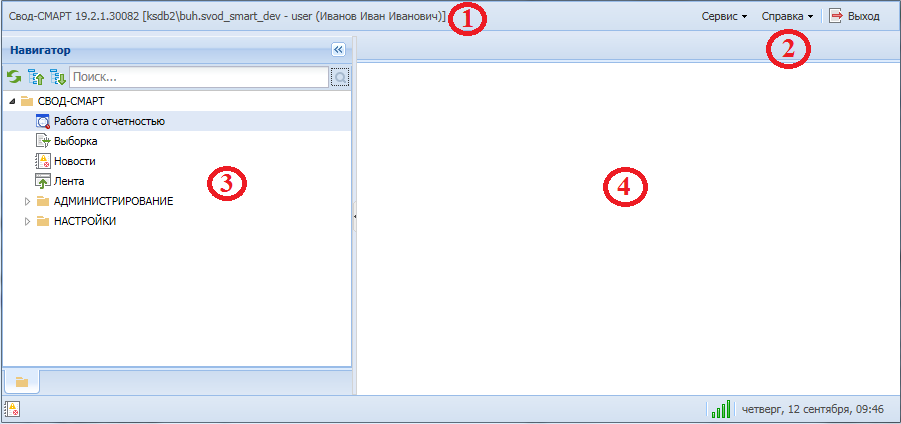 Свод-СМАРТ 19.2.1.30082 [ksdb2\buh.svod_smart_dev - user (Иванов Иван Иванович)] 1 Сервис Справка Выход
2
Навигатор
Поиск...
СВОД-СМАРТ
Работа с отчетностью
Выборка
Новости
Лента
3
4
АДМИНИСТРИРОВАНИЕ
НАСТРОЙКИ
четверг, 12 сентября, 09:46